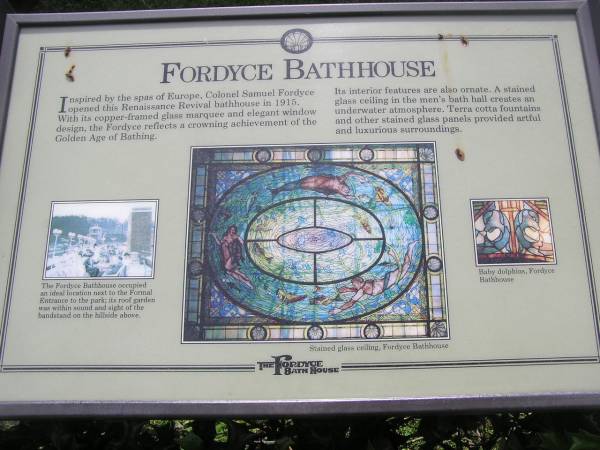 FORDYCE BATHHOUSE
Inspired by the spas of Europe, Colonel Samuel Fordyce
opened this Renaissance Revival bathhouse in 1915.
With its copper-framed glass marquee and elegant window
design, the Fordyce reflects a crowning achievement of the
Golden Age of Bathing.
Its interior features are also ornate. A stained
glass ceiling in the men's bath hall creates an
underwater atmosphere. Terra cotta fountains
and other stained glass panels provided artful
and luxurious surroundings.
The Fordyce Bathhouse occupied
an ideal location next to the Formal
Entrance to the park; its roof garden
was within sound and sight of the
bandstand on the hillside above.
Stained glass ceiling, Fordyce Bathhouse
Baby dolphins, Fordyce
Bathhouse
THE FORDYCE
BATH HOUSE